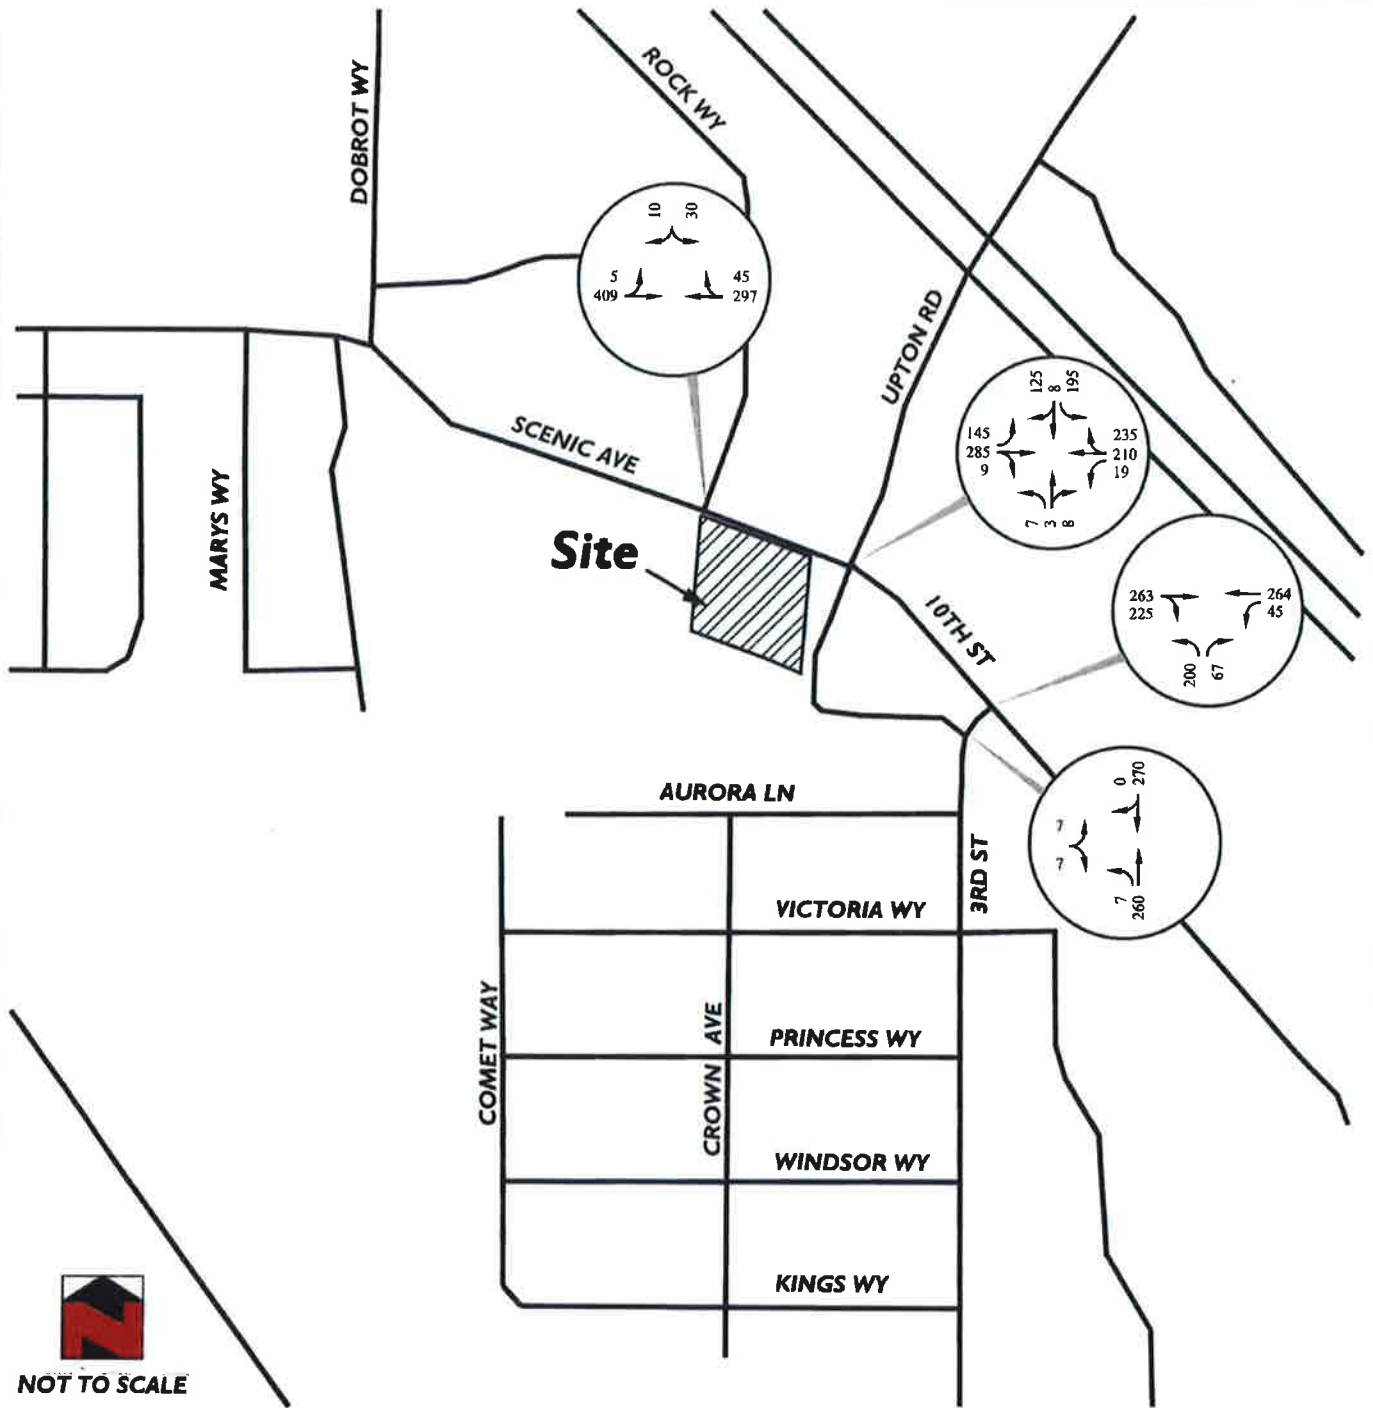 DOBROT WY
ROCK WY
10 30
5 45
409 297
UPTON RD
SCENIC AVE
125 8 195
145 235
285 210
9 19
7 3 8
MARYS WY
Site
10TH ST
263 264
225 45
200 67
0 270
7
7
7 260
AURORA LN
3RD ST
VICTORIA WY
COMET WAY
CROWN AVE
PRINCESS WY
WINDSOR WY
KINGS WY
N
NOT TO SCALE